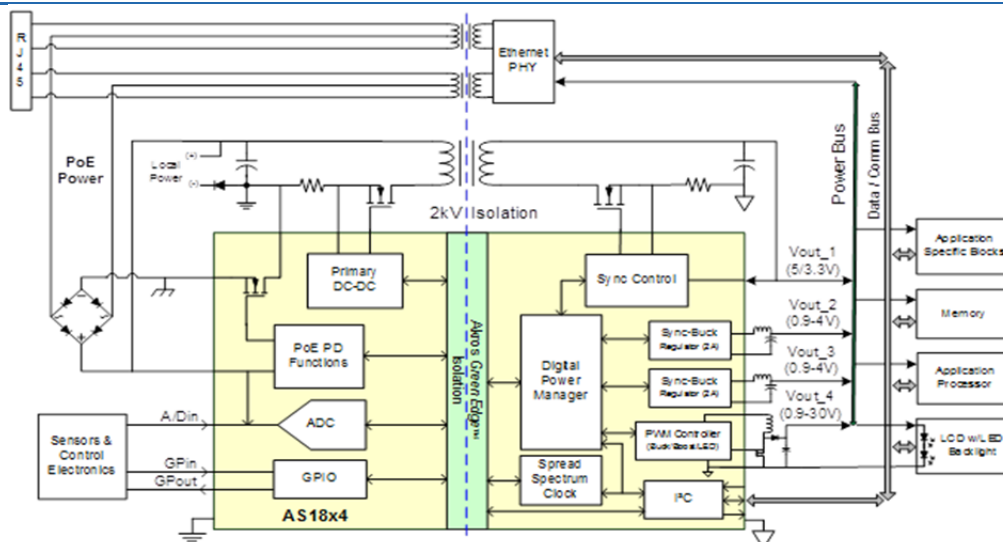 RJ45
Ethernet
PHY
PoE
Power
Local
Power
(+)
(-)
2kV Isolation
Power Bus
Data / Comm Bus
Primary
DC-DC
Sync Control
Vout_1
(5/3.3V)
Application
Specific Blocks
Vout_2
(0.9-4V)
Memory
PoE PD
Functions
Akros GreenEdge™
Isolation
Digital
Power
Manager
Sync-Buck
Regulator (2A)
Sync-Buck
Regulator (2A)
Vout_3
(0.9-4V)
Application
Processor
Vout_4
(0.9-30V)
Sensors &
Control
Electronics
A/Din
ADC
GPin
GPout
GPIO
PWM Controller
(Buck/Boost/LED)
LCD w/LED
Backlight
Spread
Spectrum
Clock
I²C
AS18x4